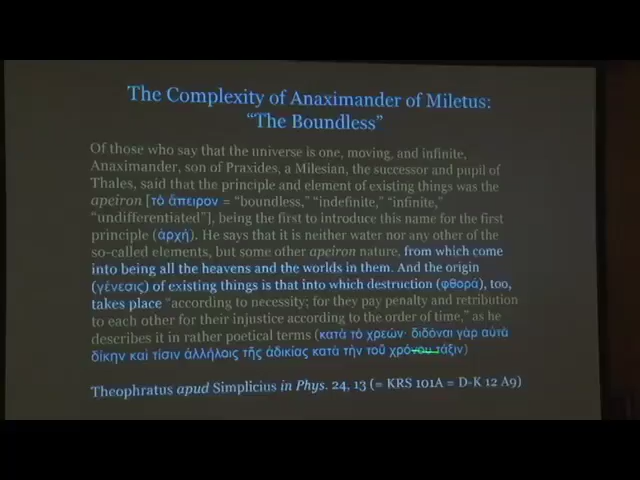 The Complexity of Anaximander of Miletus:
“The Boundless”
Of those who say that the universe is one, moving, and infinite,
Anaximander, son of Praxides, a Milesian, the successor and pupil of
Thales, said that the principle and element of existing things was the
apeiron [τὸ ἄπειρον = “boundless,” “indefinite,” “infinite,”
“undifferentiated”], being the first to introduce this name for the first
principle (ἀρχή). He says that it is neither water nor any other of the
so-called elements, but some other apeiron nature, from which come
into being all the heavens and the worlds in them. And the origin
(γένεσις) of existing things is that into which destruction (φθορά), too,
takes place “according to necessity; for they pay penalty and retribution
to each other for their injustice according to the order of time,” as he
describes it in rather poetical terms (κατὰ τὸ χρεών· διδόναι γὰρ αὐτὰ
δίκην καὶ τίσιν ἀλλήλοις τῆς ἀδικίας κατὰ τὴν τοῦ χρόνου τάξιν)
Theophratus apud Simplicius in Phys. 24, 13 (= KRS 101A = D-K 12 A9)